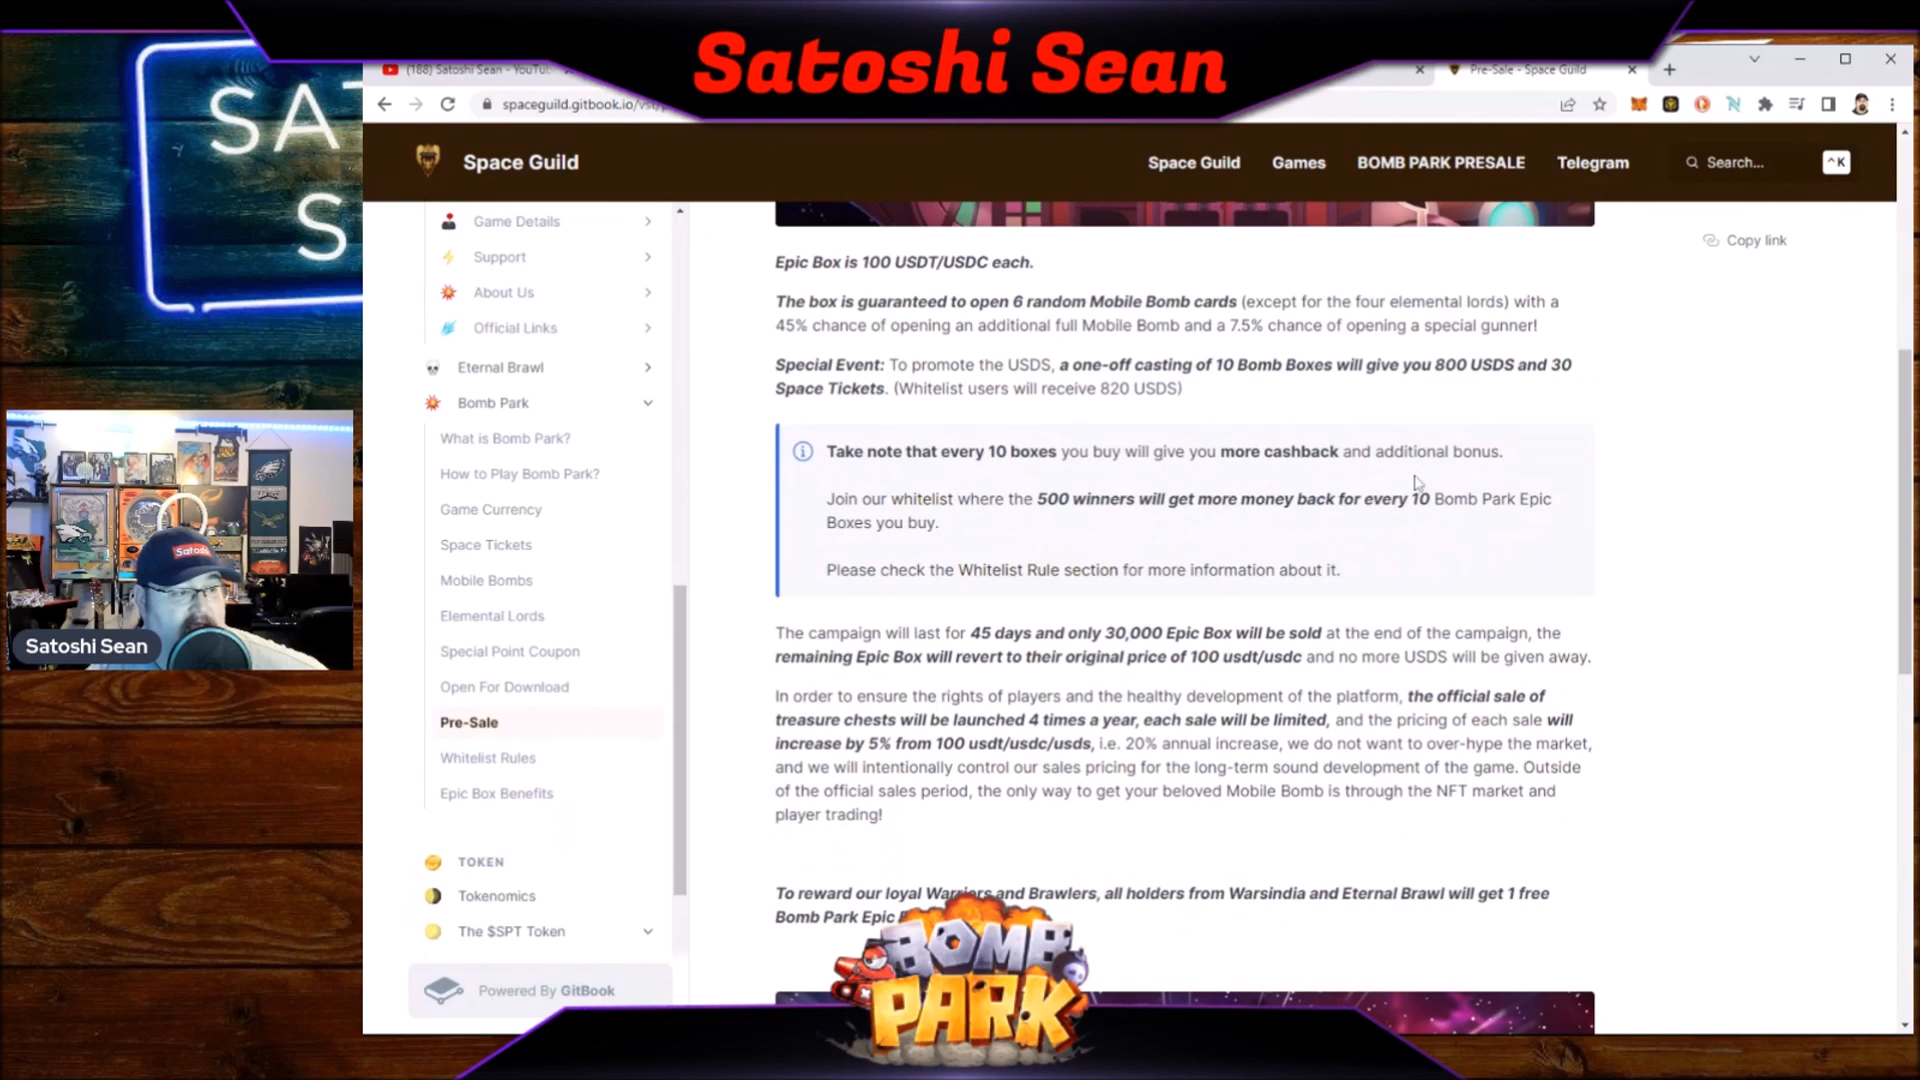 Satoshi Sean
SAT
S
(188) Satoshi Sean - YouTub
Pre-Sale - Space Guild
spaceguild.gitbook.io/vst/
Space Guild
Space Guild
Games
BOMB PARK PRESALE
Telegram
Search...
^K
Game Details
Support
About Us
Official Links
Eternal Brawl
Bomb Park
What is Bomb Park?
How to Play Bomb Park?
Game Currency
Space Tickets
Mobile Bombs
Elemental Lords
Special Point Coupon
Open For Download
Pre-Sale
Whitelist Rules
Epic Box Benefits
TOKEN
Tokenomics
The $SPT Token
Powered By GitBook
Copy link
Epic Box is 100 USDT/USDC each.
The box is guaranteed to open 6 random Mobile Bomb cards (except for the four elemental lords) with a
45% chance of opening an additional full Mobile Bomb and a 7.5% chance of opening a special gunner!
Special Event: To promote the USDS, a one-off casting of 10 Bomb Boxes will give you 800 USDS and 30
Space Tickets. (Whitelist users will receive 820 USDS)
Take note that every 10 boxes you buy will give you more cashback and additional bonus.
Join our whitelist where the 500 winners will get more money back for every 10 Bomb Park Epic
Boxes you buy.
Please check the Whitelist Rule section for more information about it.
The campaign will last for 45 days and only 30,000 Epic Box will be sold at the end of the campaign, the
remaining Epic Box will revert to their original price of 100 usdt/usdc and no more USDS will be given away.
In order to ensure the rights of players and the healthy development of the platform, the official sale of
treasure chests will be launched 4 times a year, each sale will be limited, and the pricing of each sale will
increase by 5% from 100 usdt/usdc/usds, i.e. 20% annual increase, we do not want to over-hype the market,
and we will intentionally control our sales pricing for the long-term sound development of the game. Outside
of the official sales period, the only way to get your beloved Mobile Bomb is through the NFT market and
player trading!
To reward our loyal Warriors and Brawlers, all holders from Warsindia and Eternal Brawl will get 1 free
Bomb Park Epic
BOMB
PARK
Satoshi
Satoshi Sean